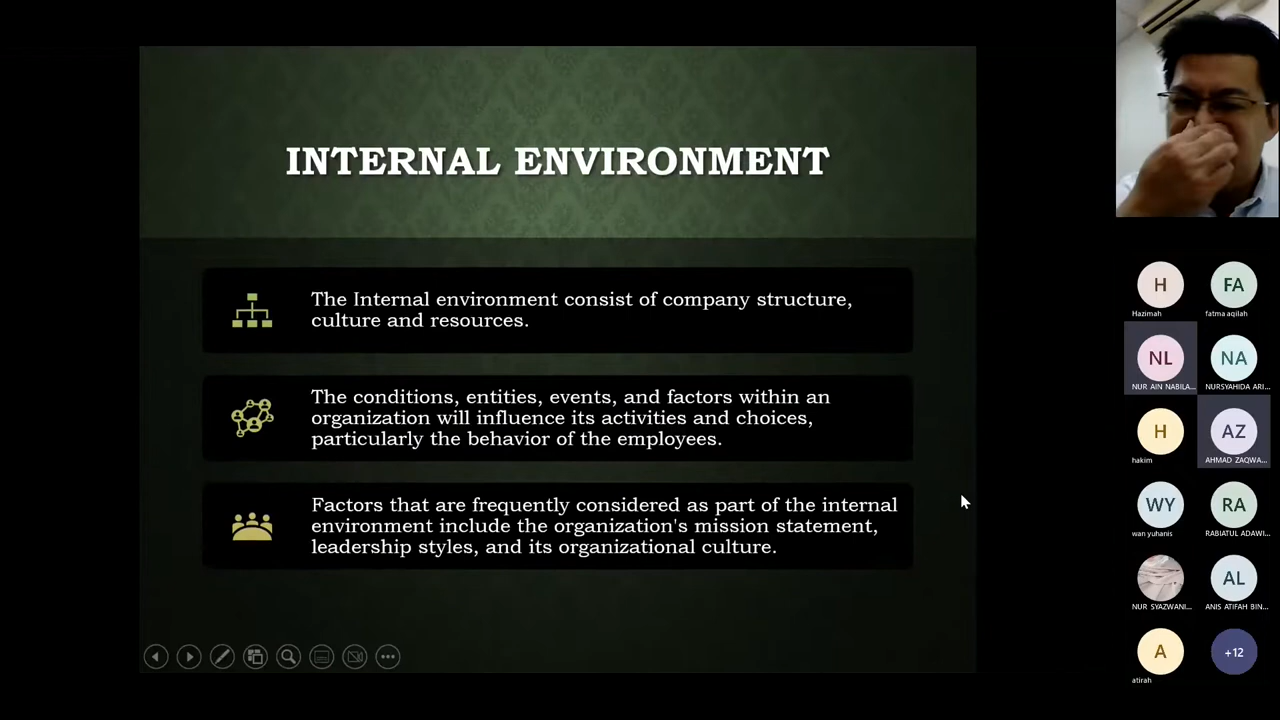 INTERNAL ENVIRONMENT
The Internal environment consist of company structure,
culture and resources.
The conditions, entities, events, and factors within an
organization will influence its activities and choices,
particularly the behavior of the employees.
Factors that are frequently considered as part of the internal
environment include the organization's mission statement,
leadership styles, and its organizational culture.
H
Hazimah
FA
fatma aqilah
NL
NUR AIN NABILA...
NA
NURSYAHIDA ARI...
H
hakim
AZ
AHMAD ZAQWA...
WY
wan yuhanis
RA
RABIATUL ADAWI...
NUR SYAZWANI...
AL
ANIS ATIFAH BIN...
A
atirah
+12